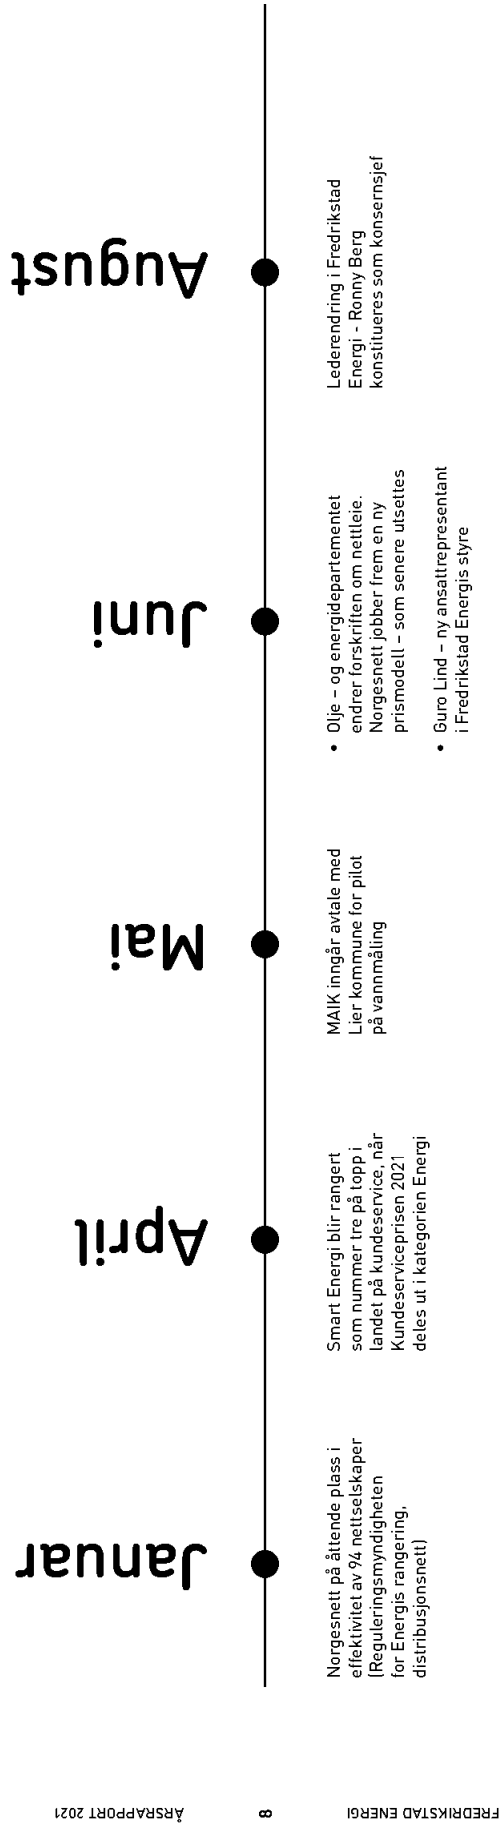 FREDRIKSTAD ENERGI
8
ÅRSRAPPORT 2021
Januar
Norgesnett på åttende plass i
effektivitet av 94 nettselskaper
(Reguleringsmyndigheten
for Energis rangering,
distribusjonsnett)
April
Smart Energi blir rangert
som nummer tre på topp i
landet på kundeservice, når
Kundeserviceprisen 2021
deles ut i kategorien Energi
Mai
MAIK inngår avtale med
Lier kommune for pilot
på vannmåling
Juni
• Olje – og energidepartementet
endrer forskriften om nettleie.
Norgesnett jobber frem en ny
prismodell – som senere utsettes
• Guro Lind – ny ansattrepresentant
i Fredrikstad Energis styre
August
Lederendring i Fredrikstad
Energi - Ronny Berg
konstitueres som konsernsjef